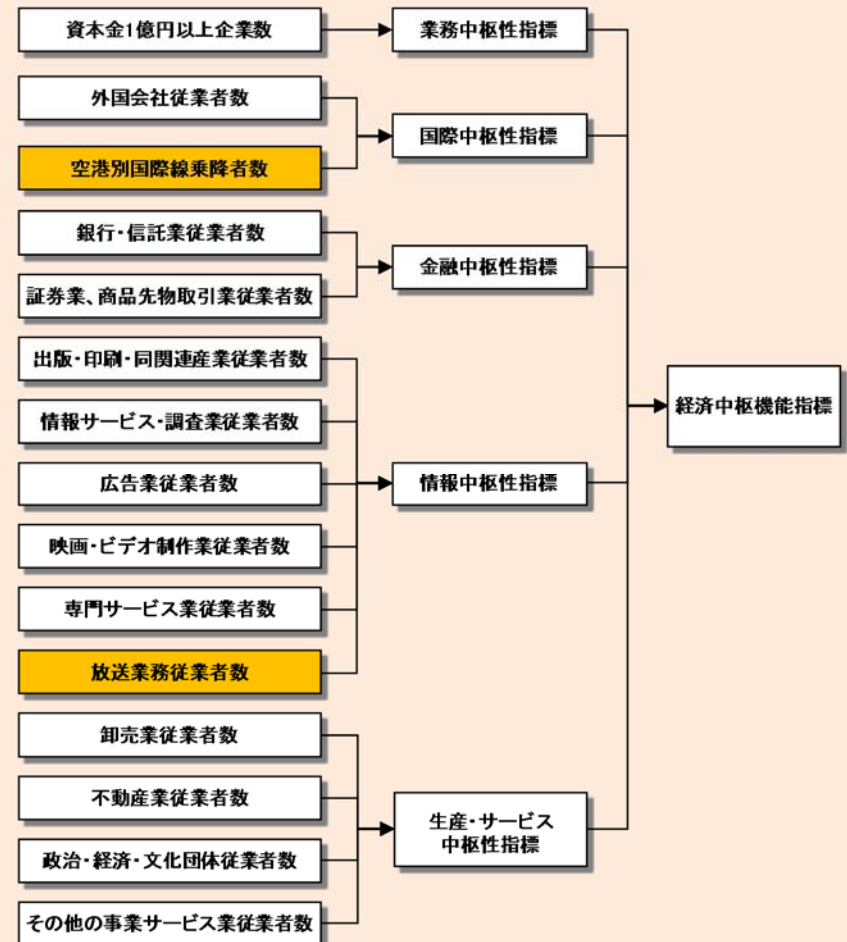 資本金1億円以上企業数
業務中枢性指標
外国会社従業者数
国際中枢性指標
空港別国際線乗降者数
銀行・信託業従業者数
金融中枢性指標
証券業、商品先物取引業従業者数
出版・印刷・同関連産業従業者数
経済中枢機能指標
情報サービス・調査業従業者数
広告業従業者数
情報中枢性指標
映画・ビデオ制作業従業者数
専門サービス業従業者数
放送業務従業者数
卸売業従業者数
不動産業従業者数
生産・サービス
中枢性指標
政治・経済・文化団体従業者数
その他の事業サービス業従業者数